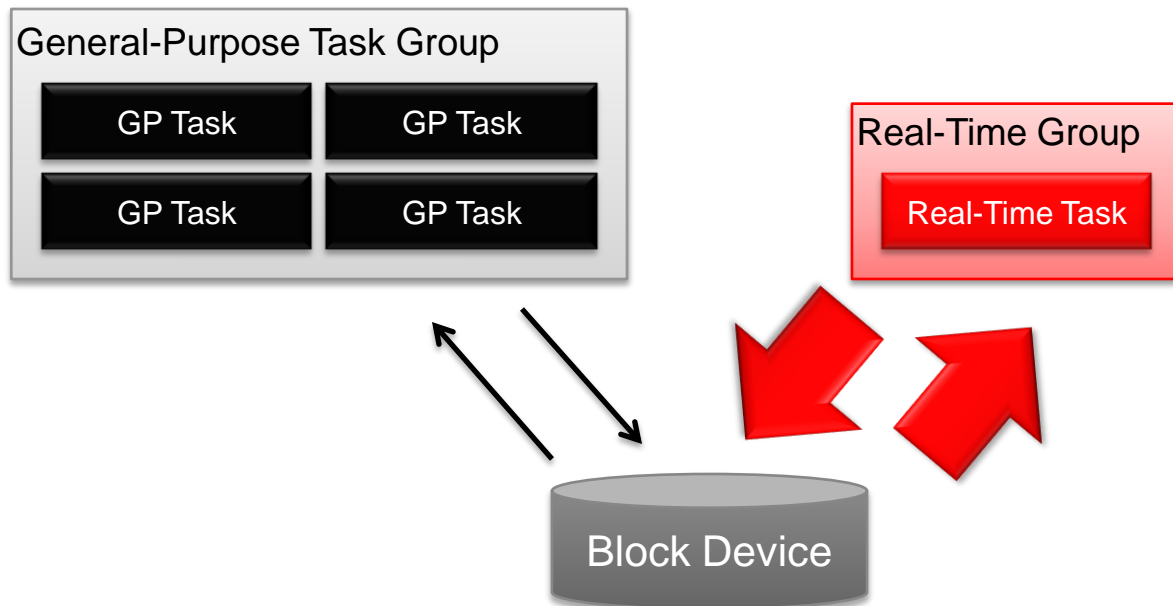 General-Purpose Task Group
GP Task
GP Task
GP Task
GP Task
Real-Time Group
Real-Time Task
Block Device